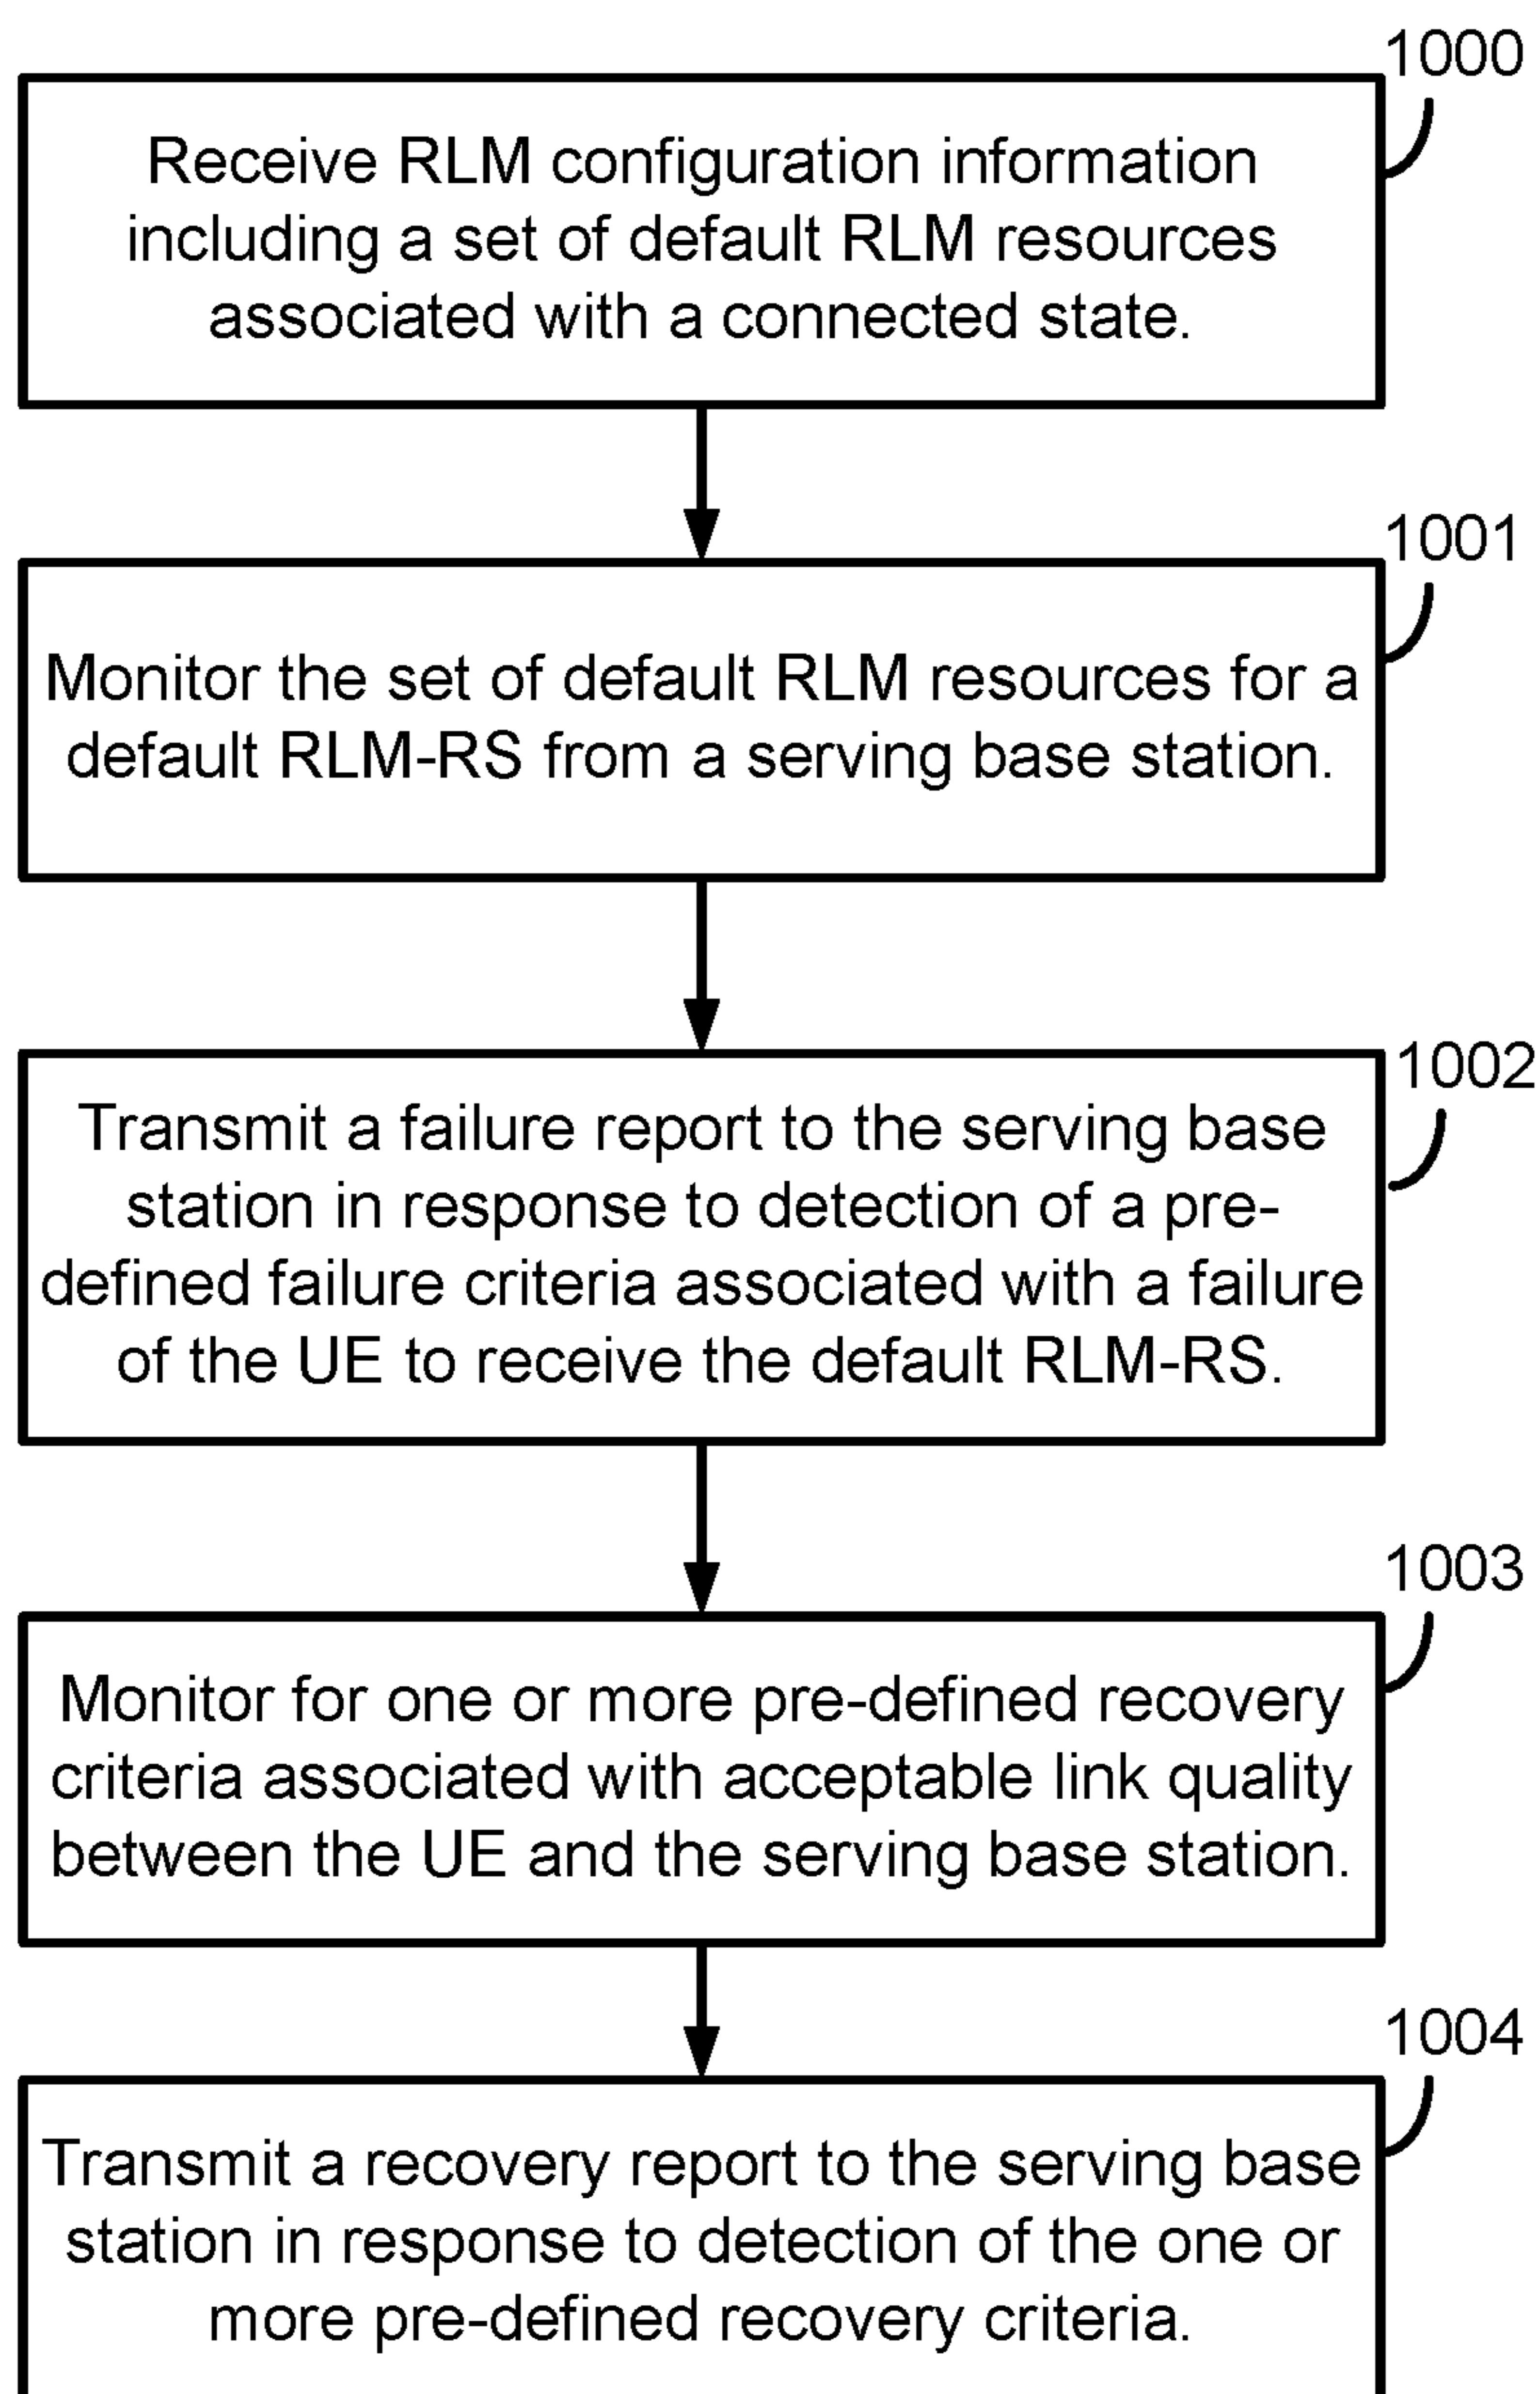 1000
Receive RLM configuration information
including a set of default RLM resources
associated with a connected state.
1001
Monitor the set of default RLM resources for a
default RLM-RS from a serving base station.
1002
Transmit a failure report to the serving base
station in response to detection of a pre-
defined failure criteria associated with a failure
of the UE to receive the default RLM-RS.
1003
Monitor for one or more pre-defined recovery
criteria associated with acceptable link quality
between the UE and the serving base station.
1004
Transmit a recovery report to the serving base
station in response to detection of the one or
more pre-defined recovery criteria.